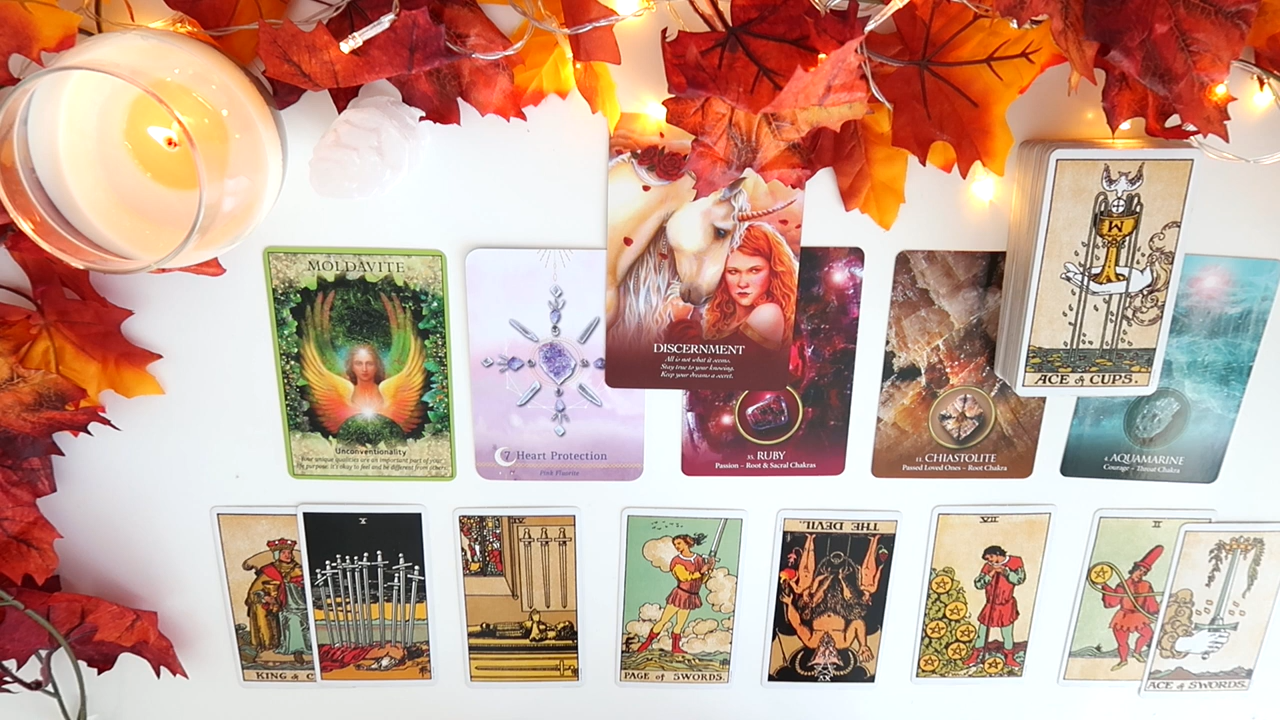 MOLDAVITE
Unconventionality
Your unique qualities are an important part of your
life purpose. It's okay to feel and be different from others
7 Heart Protection
Pink Fluorite
DISCERNMENT
All is not what it seems.
Stay true to your knowing.
Keep your dreams a secret.
35. RUBY
Passion – Root & Sacral Chakras
11. CHIASTOLITE
Passed Loved Ones – Root Chakra
ACE of CUPS.
AQUAMARINE
Courage – Throat Chakra
KING of C
X
IV
PAGE of SWORDS.
THE DEVIL.
XV
VII
II
ACE of SWORDS.